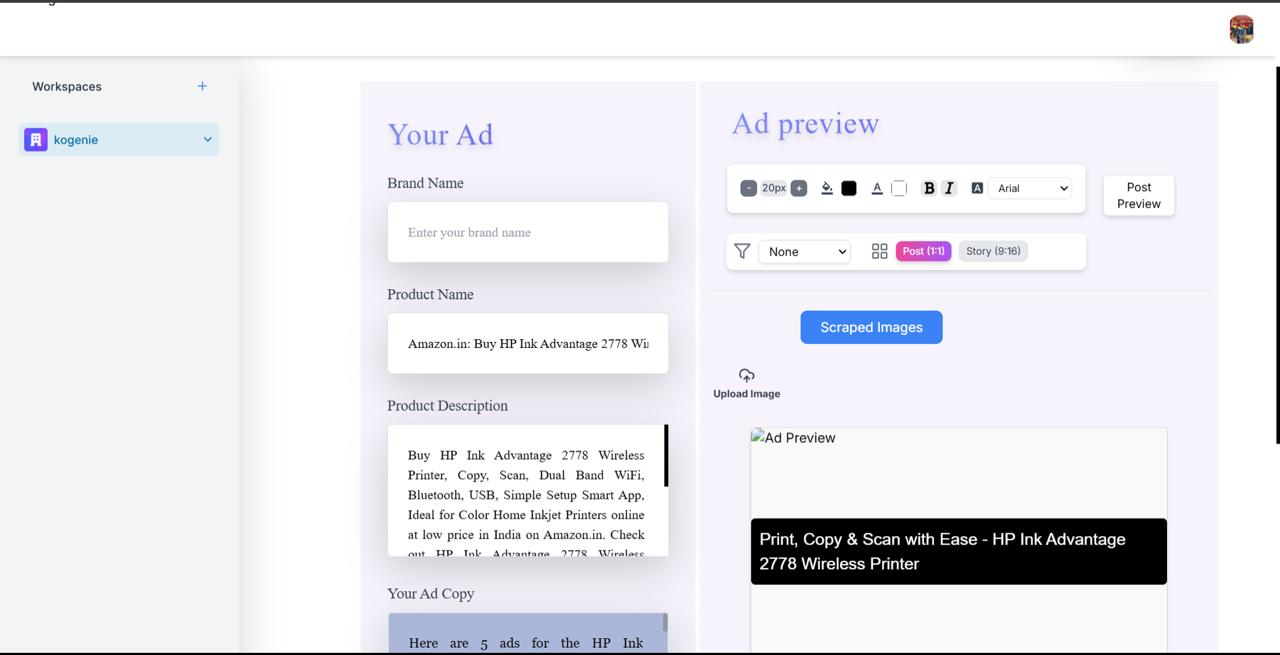 Workspaces
+
kogenie
Your Ad
Brand Name
Enter your brand name
Product Name
Amazon.in: Buy HP Ink Advantage 2778 Wi
Product Description
Buy HP Ink Advantage 2778 Wireless
Printer, Copy, Scan, Dual Band WiFi,
Bluetooth, USB, Simple Setup Smart App,
Ideal for Color Home Inkjet Printers online
at low price in India on Amazon.in. Check
out HP Ink Advantage 2778 Wireless
Your Ad Copy
Here are 5 ads for the HP Ink
Ad preview
- 20px + A B I A Arial
Post
Preview
None Post (1:1) Story (9:16)
Scraped Images
Upload Image
Ad Preview
Print, Copy & Scan with Ease - HP Ink Advantage
2778 Wireless Printer